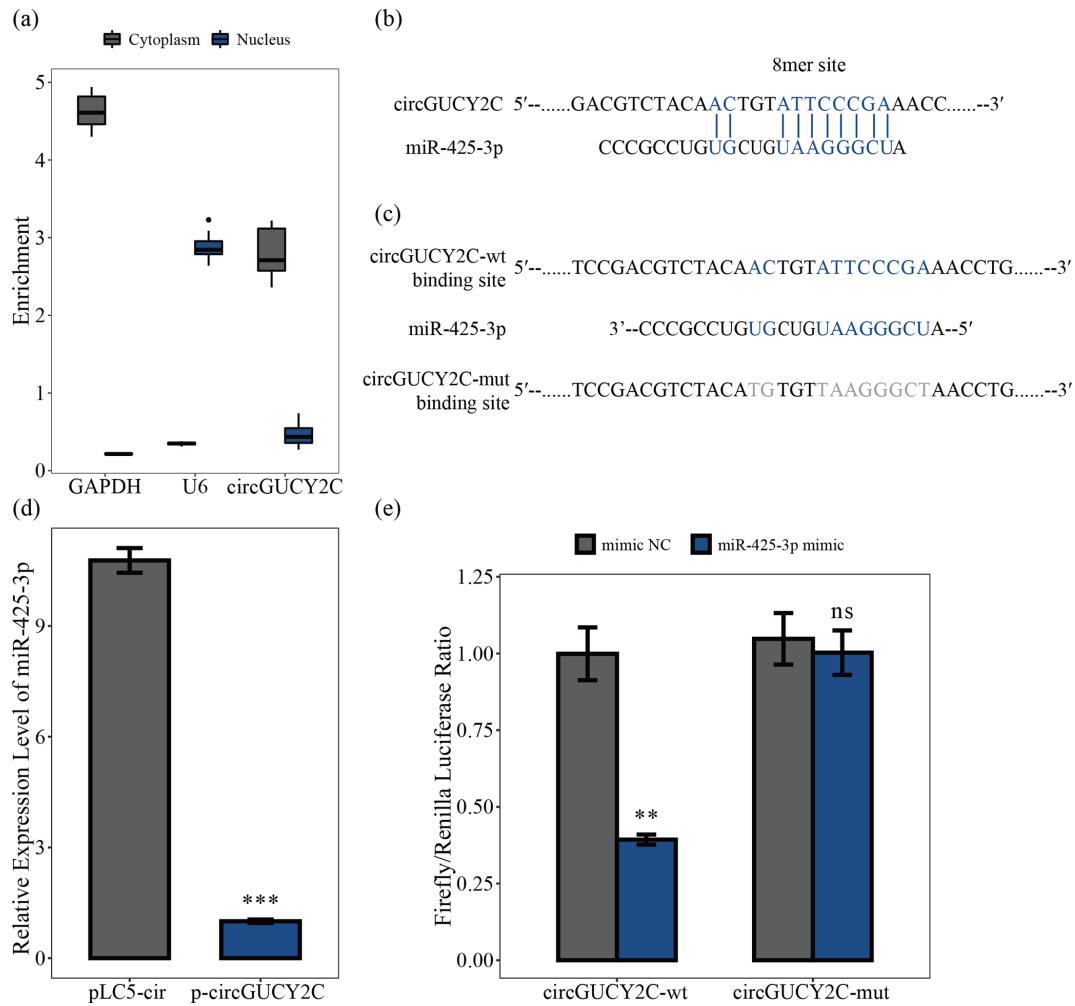 (a)
Cytoplasm Nucleus
Enrichment
5
4
3
2
1
0
GAPDH U6 circGUCY2C
(b)
8mer site
circGUCY2C 5′--......GACGTCTACAACTGTATTCCCGAAACC......--3′
miR-425-3p CCCGCCUGUGCUGUAAGGGCUA
(c)
circGUCY2C-wt
binding site
5′--......TCCGACGTCTACAACTGTATTCCCGAAACCTG......--3′
miR-425-3p 3’--CCCGCCUGUGCUGUAAGGGCUA--5′
circGUCY2C-mut
binding site
5′--......TCCGACGTCTACATGTGTTAAGGGCTAACCTG......--3′
(d)
Relative Expression Level of miR-425-3p
9
6
3
0
***
pLC5-cir p-circGUCY2C
(e)
mimic NC miR-425-3p mimic
Firefly/Renilla Luciferase Ratio
1.25
1.00
0.75
0.50
0.25
0.00
**
ns
circGUCY2C-wt circGUCY2C-mut